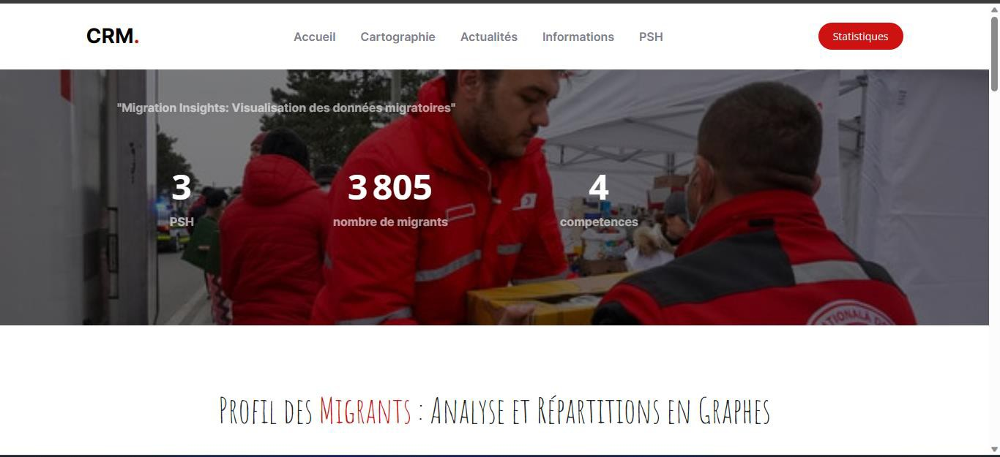 CRM.
Accueil Cartographie Actualités Informations PSH
Statistiques
"Migration Insights: Visualisation des données migratoires"
3 3 805 4
PSH nombre de migrants competences
Profil des Migrants : Analyse et Répartitions en Graphes